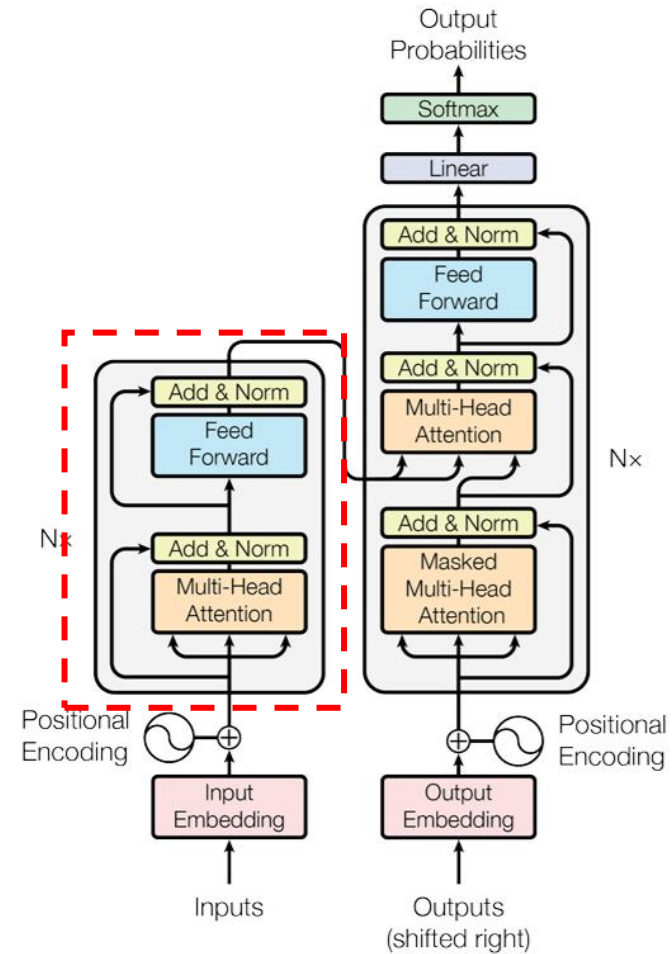 Output
Probabilities
Softmax
Linear
Add & Norm
Feed
Forward
Add & Norm
Multi-Head
Attention
Add & Norm
Masked
Multi-Head
Attention
Nx
Add & Norm
Feed
Forward
Add & Norm
Multi-Head
Attention
Nx
Positional
Encoding
Positional
Encoding
Input
Embedding
Output
Embedding
Inputs
Outputs
(shifted right)